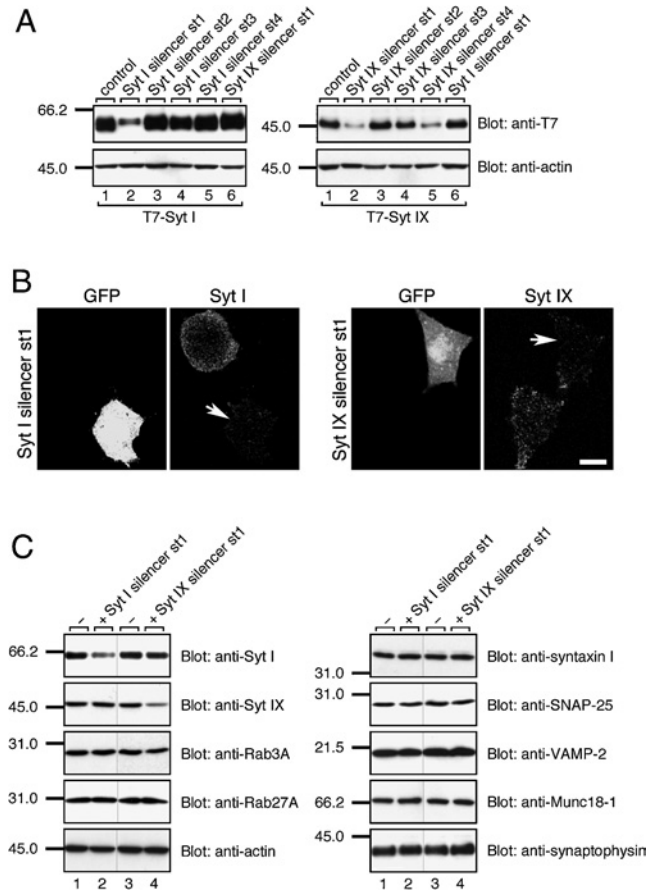 A
control
Syt I silencer st1
Syt I silencer st2
Syt I silencer st3
Syt I silencer st4
Syt IX silencer st1
control
Syt IX silencer st1
Syt IX silencer st2
Syt IX silencer st3
Syt IX silencer st4
Syt I silencer st1
66.2
45.0
Blot: anti-T7
45.0
45.0
Blot: anti-actin
1 2 3 4 5 6
1 2 3 4 5 6
T7-Syt I
T7-Syt IX
B
GFP
Syt I
GFP
Syt IX
Syt I silencer st1
Syt IX silencer st1
C
–
+ Syt I silencer st1
–
+ Syt IX silencer st1
–
+ Syt I silencer st1
–
+ Syt IX silencer st1
66.2
Blot: anti-Syt I
45.0
Blot: anti-Syt IX
31.0
Blot: anti-Rab3A
31.0
Blot: anti-Rab27A
45.0
Blot: anti-actin
1 2 3 4
Blot: anti-syntaxin I
31.0
31.0
Blot: anti-SNAP-25
21.5
Blot: anti-VAMP-2
66.2
Blot: anti-Munc18-1
45.0
Blot: anti-synaptophysin
1 2 3 4